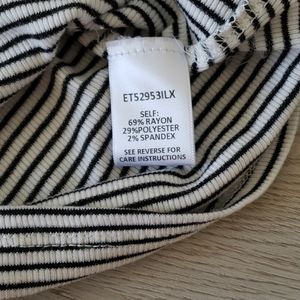 ET52953ILX
SELF:
69% RAYON
29%POLYESTER
2% SPANDEX
SEE REVERSE FOR
CARE INSTRUCTIONS